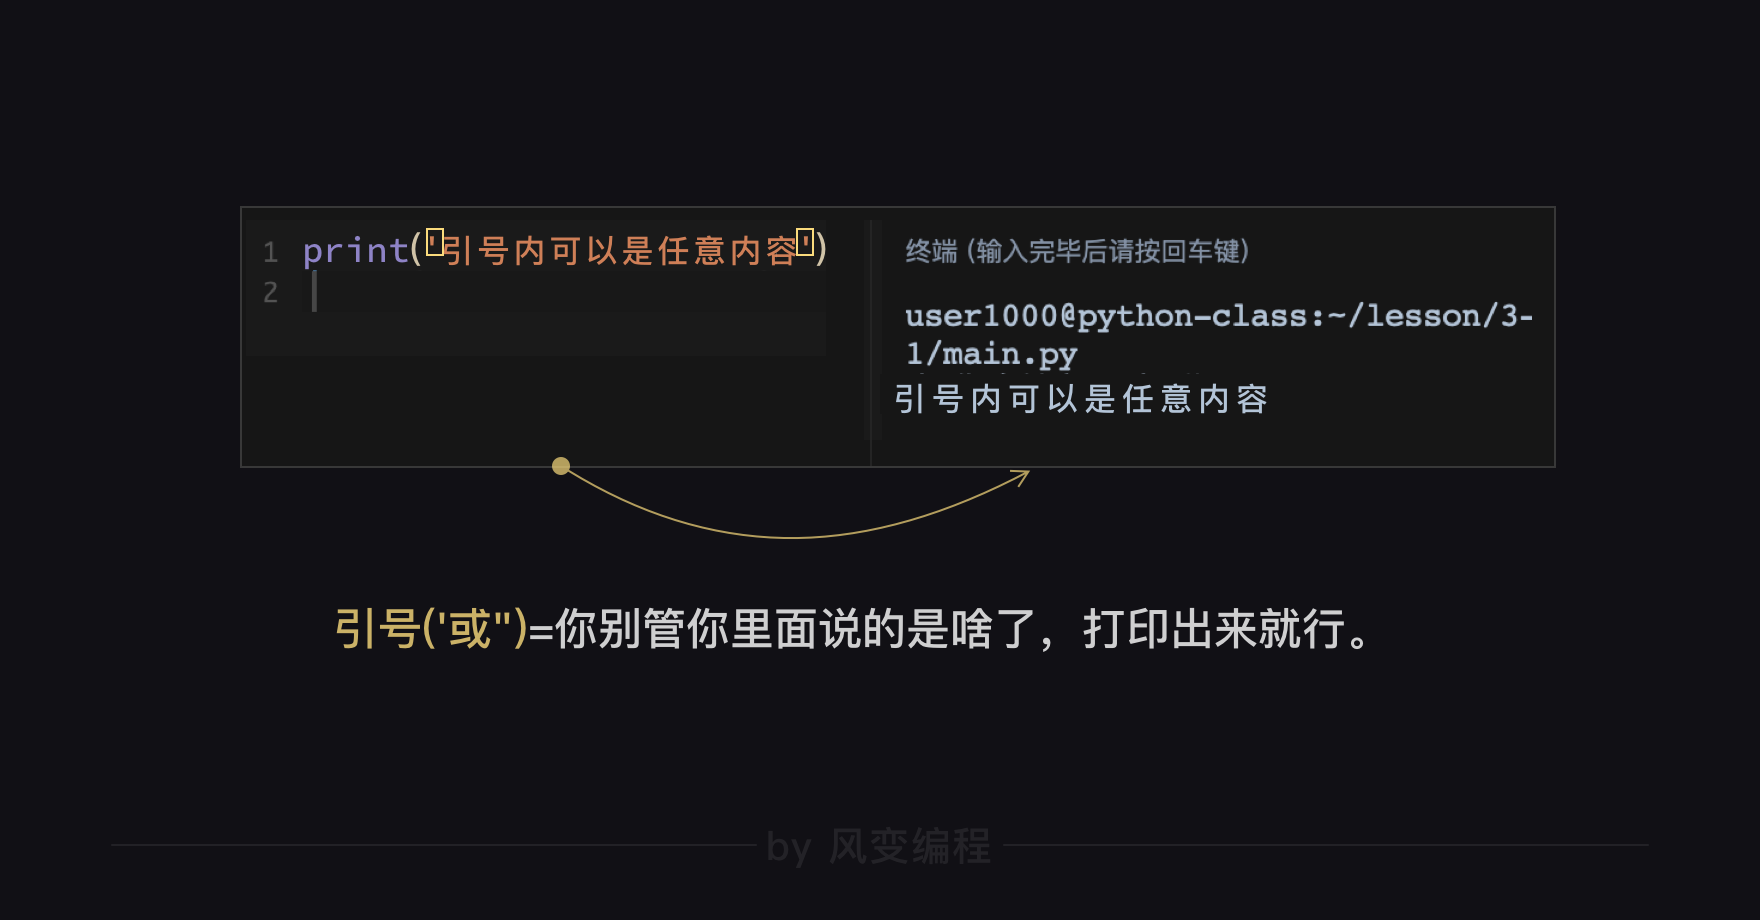 1 print('引号内可以是任意内容')
2
终端 (输入完毕后请按回车键)
user1000@python-class:~/lesson/3-
1/main.py
引号内可以是任意内容
引号('或")=你别管你里面说的是啥了，打印出来就行。
by 风变编程